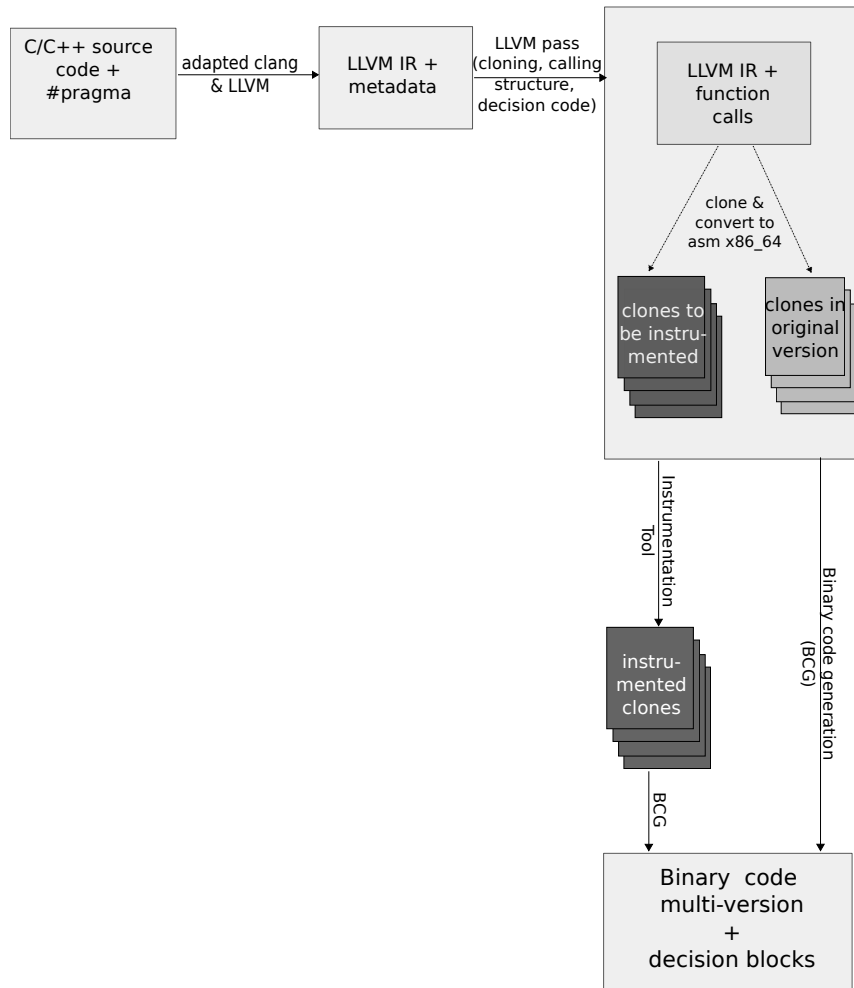 C/C++ source
code +
#pragma
adapted clang
& LLVM
LLVM IR +
metadata
LLVM pass
(cloning, calling
structure,
decision code)
LLVM IR +
function
calls
clone &
convert to
asm x86_64
clones to
be instru-
mented
clones in
original
version
Instrumentation
Tool
Binary code generation
(BCG)
instru-
mented
clones
BCG
Binary code
multi-version
+
decision blocks